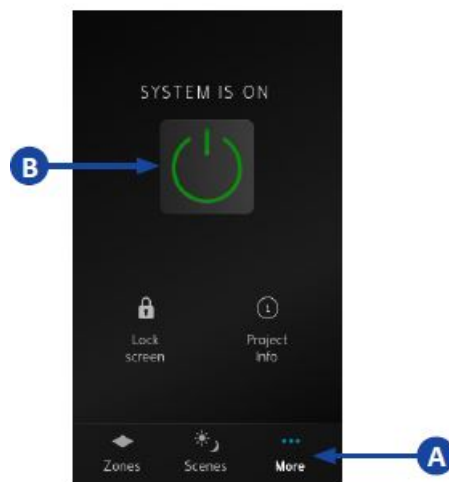 SYSTEM IS ON
B
Lock
screen
Project
Info
Zones
Scenes
More
A